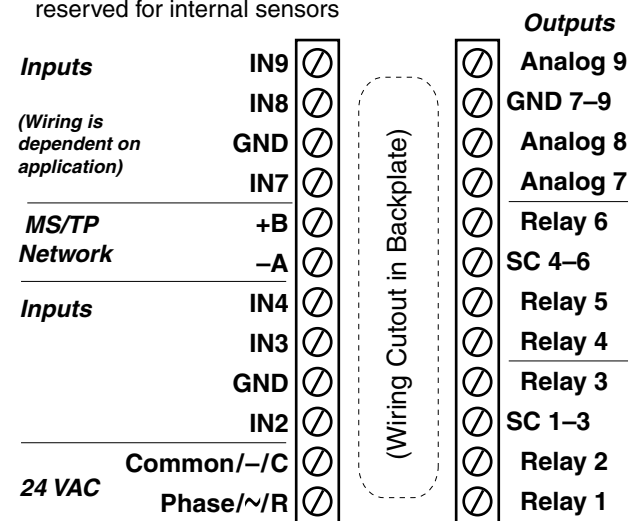 reserved for internal sensors
Outputs
Inputs
IN9
Analog 9
IN8
GND 7–9
(Wiring is
dependent on
application)
GND
Analog 8
IN7
Analog 7
MS/TP
Network
+B
Relay 6
–A
SC 4–6
Inputs
IN4
Relay 5
IN3
Relay 4
GND
Relay 3
IN2
SC 1–3
24 VAC
Common/–/C
Relay 2
Phase/~/R
Relay 1
(Wiring Cutout in Backplate)